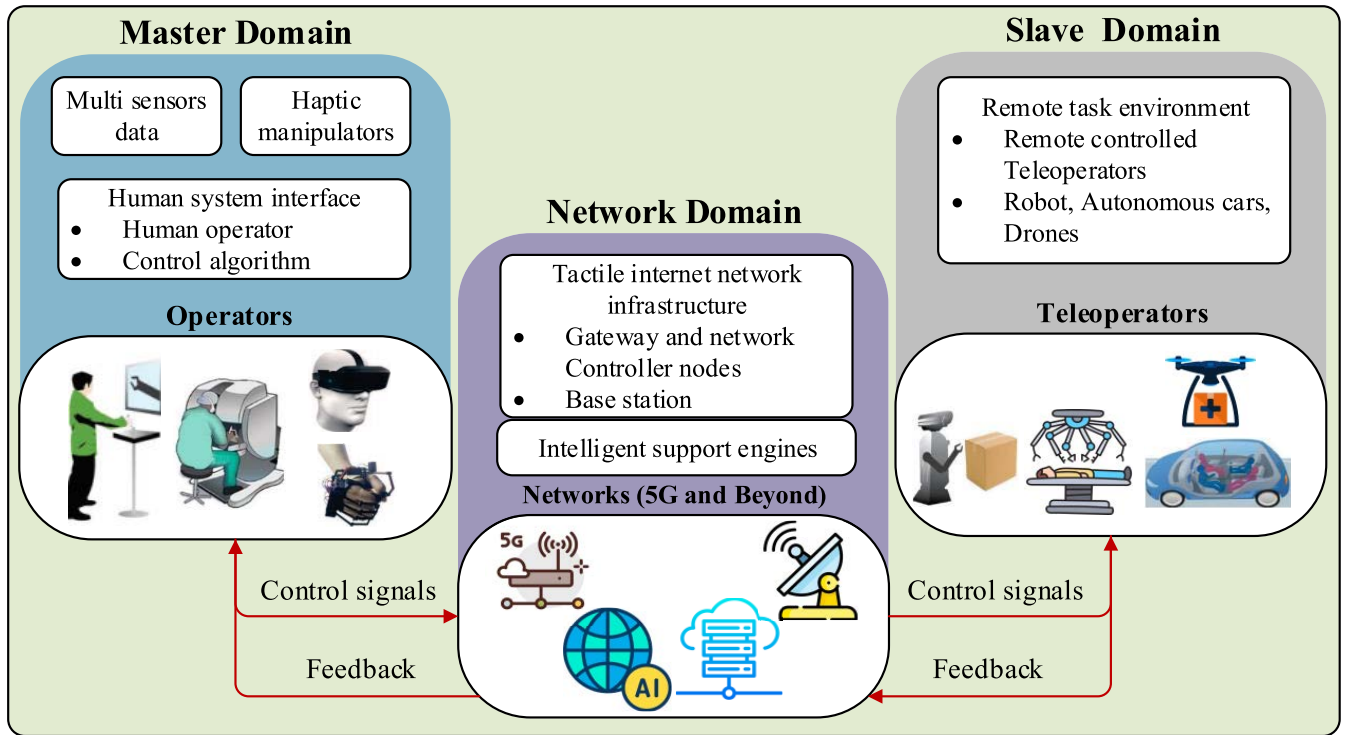 Master Domain
Multi sensors
data
Haptic
manipulators
Human system interface
• Human operator
• Control algorithm
Operators
Network Domain
Tactile internet network
infrastructure
• Gateway and network
Controller nodes
• Base station
Intelligent support engines
Networks (5G and Beyond)
5G
AI
Slave Domain
Remote task environment
• Remote controlled
Teleoperators
• Robot, Autonomous cars,
Drones
Teleoperators
Control signals
Feedback
Control signals
Feedback